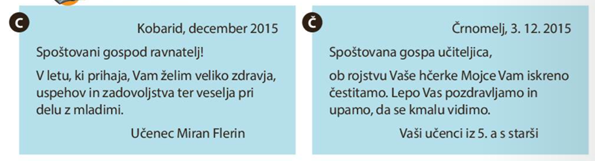 C
Kobarid, december 2015
Spoštovani gospod ravnatelj!
V letu, ki prihaja, Vam želim veliko zdravja,
uspehov in zadovoljstva ter veselja pri
delu z mladimi.
Učenec Miran Flerin
Č
Črnomelj, 3. 12. 2015
Spoštovana gospa učiteljica,
ob rojstvu Vaše hčerke Mojce Vam iskreno
čestitamo. Lepo Vas pozdravljamo in
upamo, da se kmalu vidimo.
Vaši učenci iz 5. a s starši